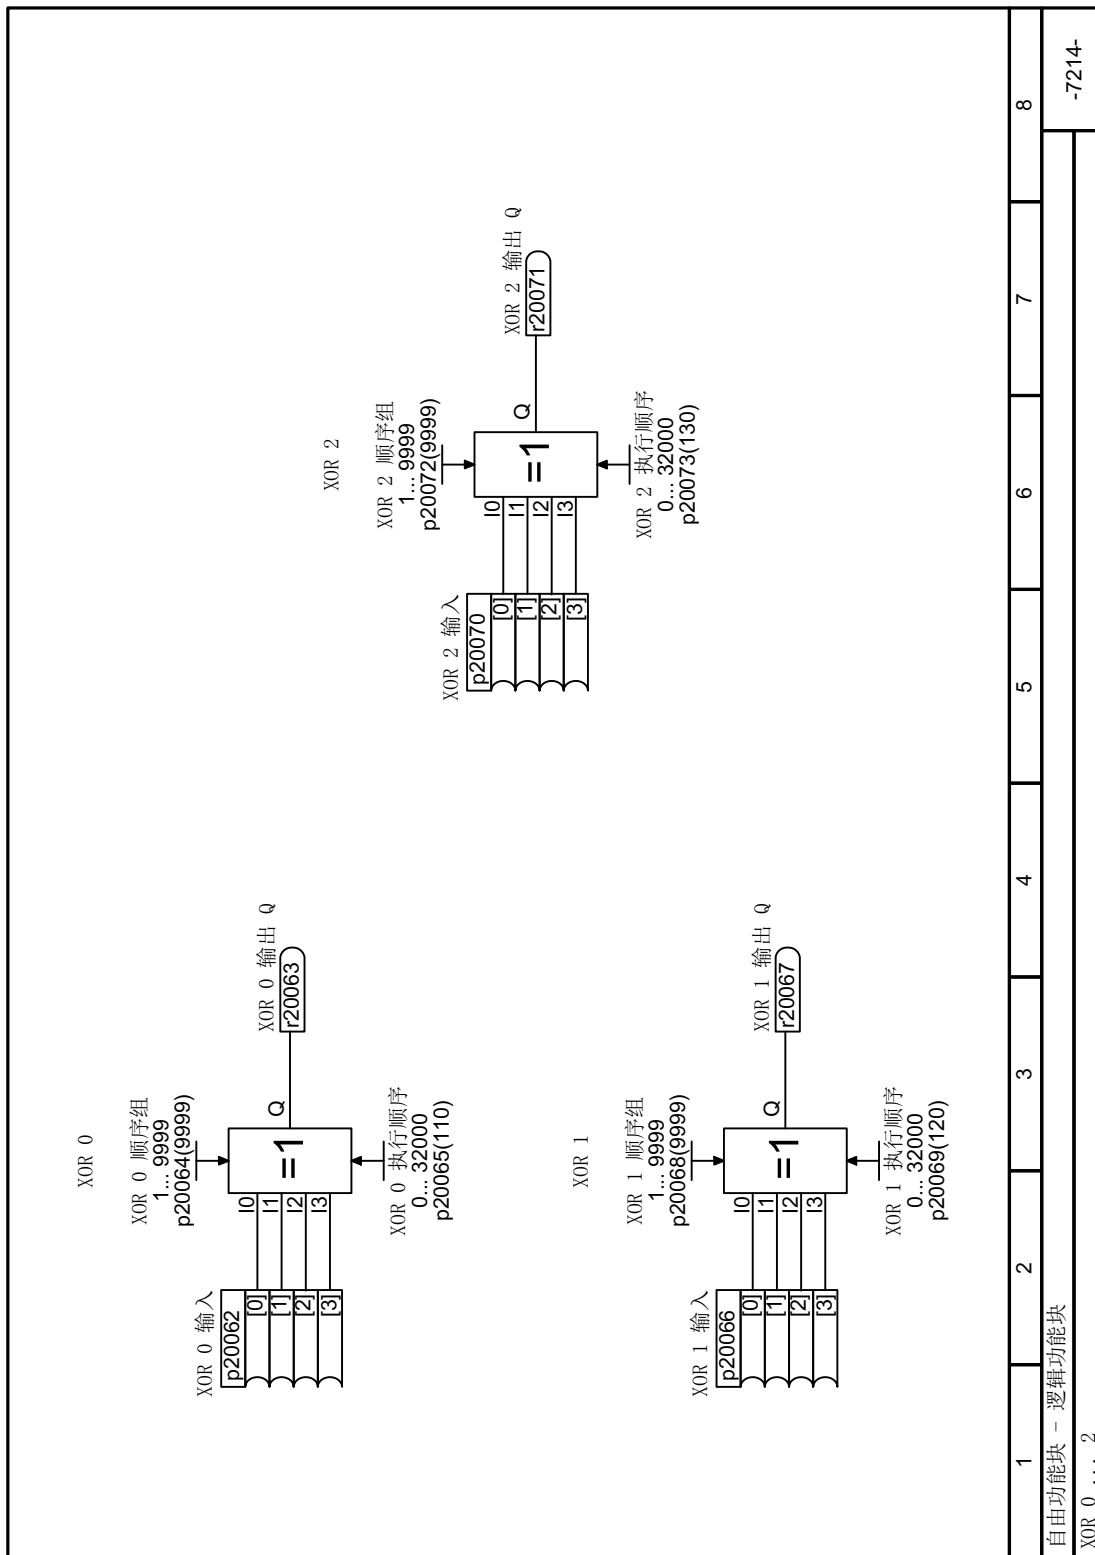 XOR 0
XOR 0 顺序组
1... 9999
p20064(9999)
XOR 0 输入
p20062
[0]
[1]
[2]
[3]
I0
I1
I2
I3
=1
Q
XOR 0 输出 Q
r20063
XOR 0 执行顺序
0... 32000
p20065(110)
XOR 1
XOR 1 顺序组
1... 9999
p20068(9999)
XOR 1 输入
p20066
[0]
[1]
[2]
[3]
I0
I1
I2
I3
=1
Q
XOR 1 输出 Q
r20067
XOR 1 执行顺序
0... 32000
p20069(120)
XOR 2
XOR 2 顺序组
1... 9999
p20072(9999)
XOR 2 输入
p20070
[0]
[1]
[2]
[3]
I0
I1
I2
I3
=1
Q
XOR 2 输出 Q
r20071
XOR 2 执行顺序
0... 32000
p20073(130)
1 2 3 4 5 6 7 8
自由功能块 - 逻辑功能块
-7214-
XOR 0 ... 2